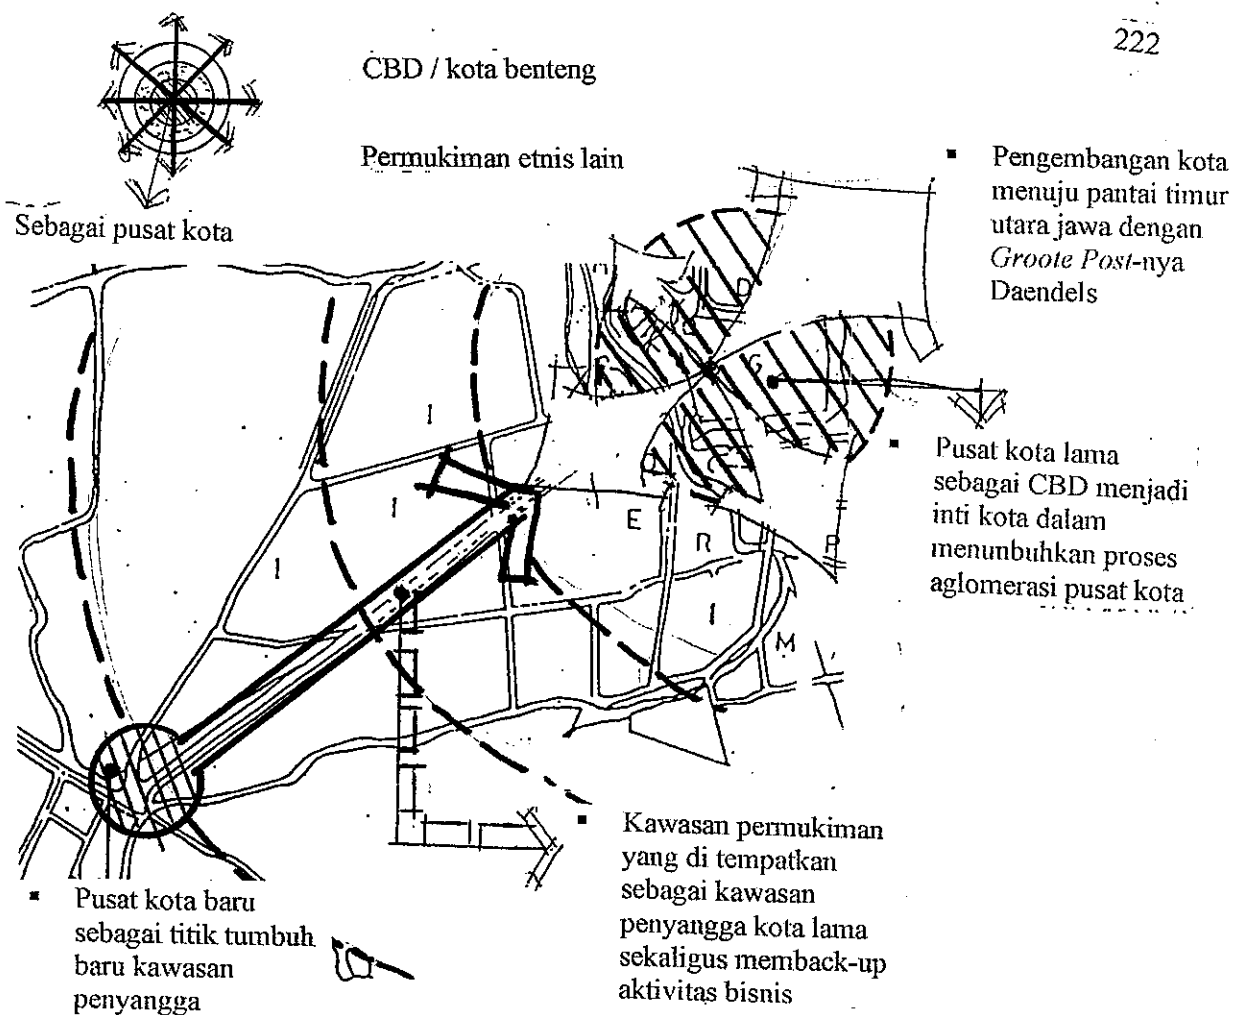 222
CBD / kota benteng
Permukiman etnis lain
Sebagai pusat kota
▪ Pengembangan kota
menuju pantai timur
utara jawa dengan
Groote Post-nya
Daendels
▪ Pusat kota lama
sebagai CBD menjadi
inti kota dalam
menunbuhkan proses
aglomerasi pusat kota
D
G
I
I
I
E
R
P
I
M
▪ Kawasan permukiman
yang di tempatkan
sebagai kawasan
penyangga kota lama
sekaligus memback-up
aktivitas bisnis
▪ Pusat kota baru
sebagai titik tumbuh
baru kawasan
penyangga